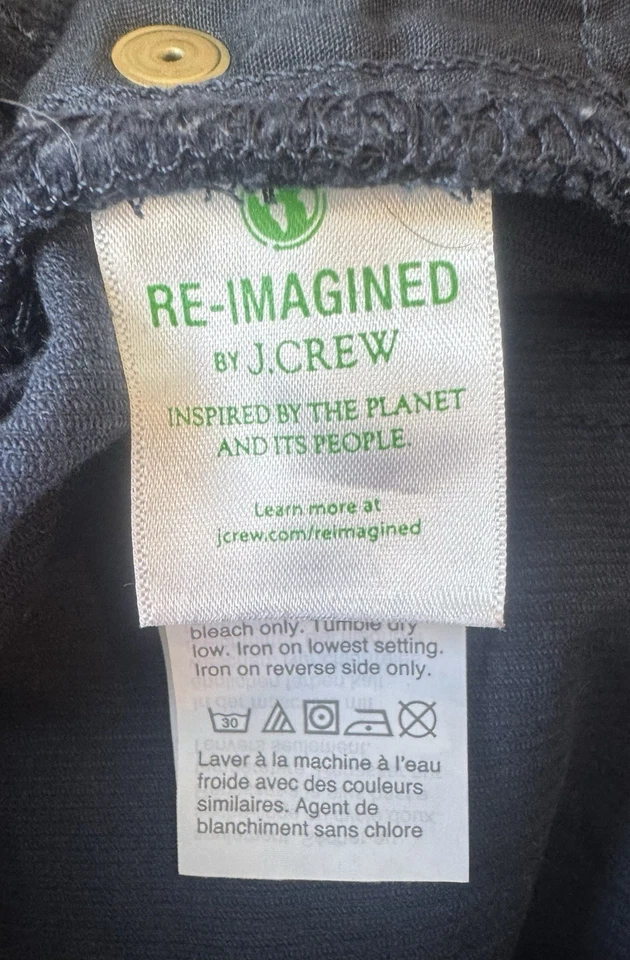 RE-IMAGINED
BY J.CREW
INSPIRED BY THE PLANET
AND ITS PEOPLE.
Learn more at
jcrew.com/reimagined
bleach only. Tumble dry
low. Iron on lowest setting.
Iron on reverse side only.
30
Laver à la machine à l'eau
froide avec des couleurs
similaires. Agent de
blanchiment sans chlore